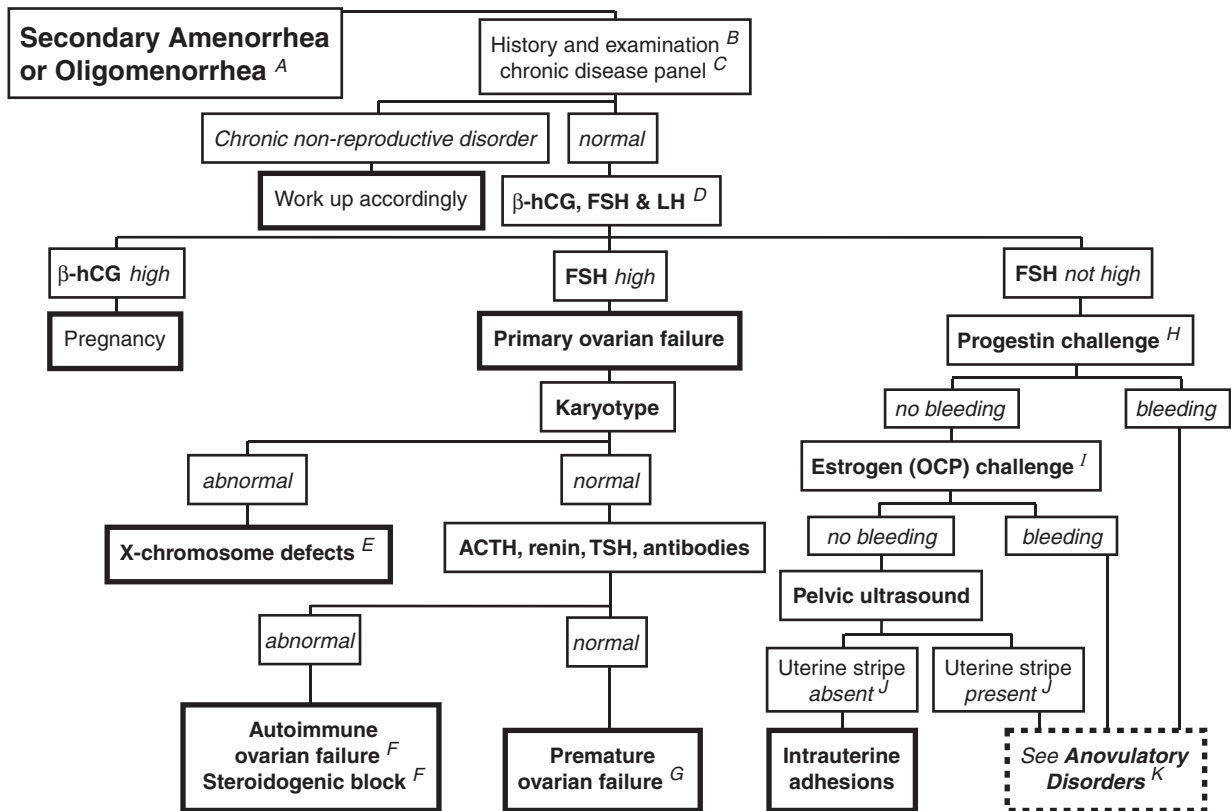 Secondary Amenorrhea
or Oligomenorrhea A
History and examination B
chronic disease panel C
Chronic non-reproductive disorder
normal
Work up accordingly
β-hCG, FSH & LH D
β-hCG high
FSH high
FSH not high
Pregnancy
Primary ovarian failure
Progestin challenge H
Karyotype
no bleeding
bleeding
abnormal
normal
Estrogen (OCP) challenge I
X-chromosome defects E
ACTH, renin, TSH, antibodies
no bleeding
bleeding
Pelvic ultrasound
abnormal
normal
Uterine stripe
absent J
Uterine stripe
present J
Autoimmune
ovarian failure F
Steroidogenic block F
Premature
ovarian failure G
Intrauterine
adhesions
See Anovulatory
Disorders K